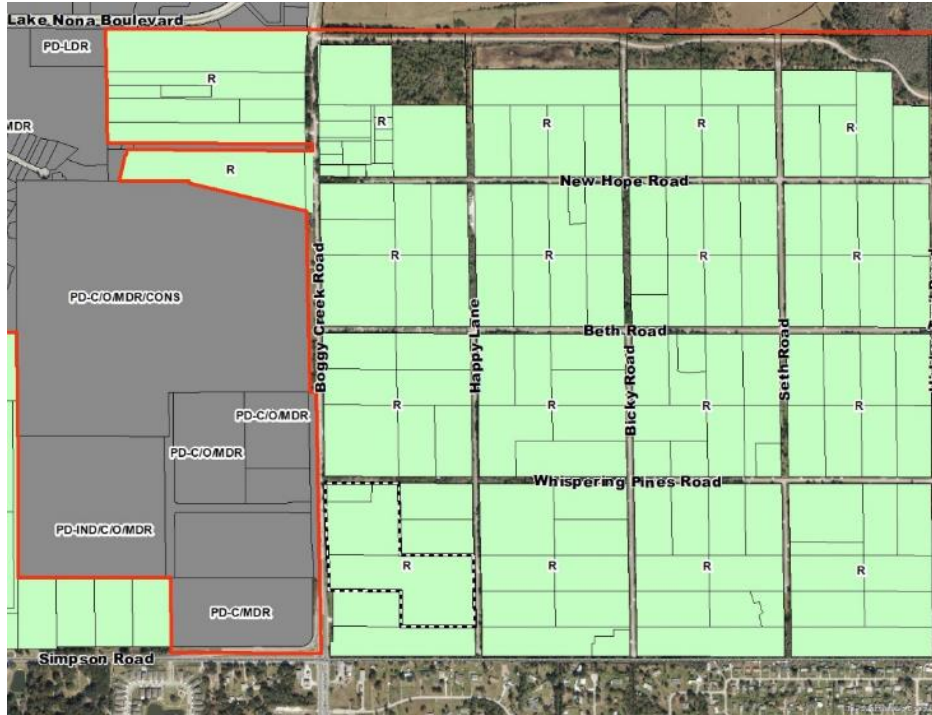 Lake Nona Boulevard
PD-LDR
R
R
R
R
R
MDR
R
New Hope Road
R
R
R
R
PD-C/O/MDR/CONS
Boggy Creek Road
Happy Lane
Beth Road
Bicky Road
Seth Road
PD-C/O/MDR
R
R
R
R
PD-C/O/MDR
Whispering Pines Road
PD-IND/C/O/MDR
R
R
R
R
PD-C/MDR
Simpson Road